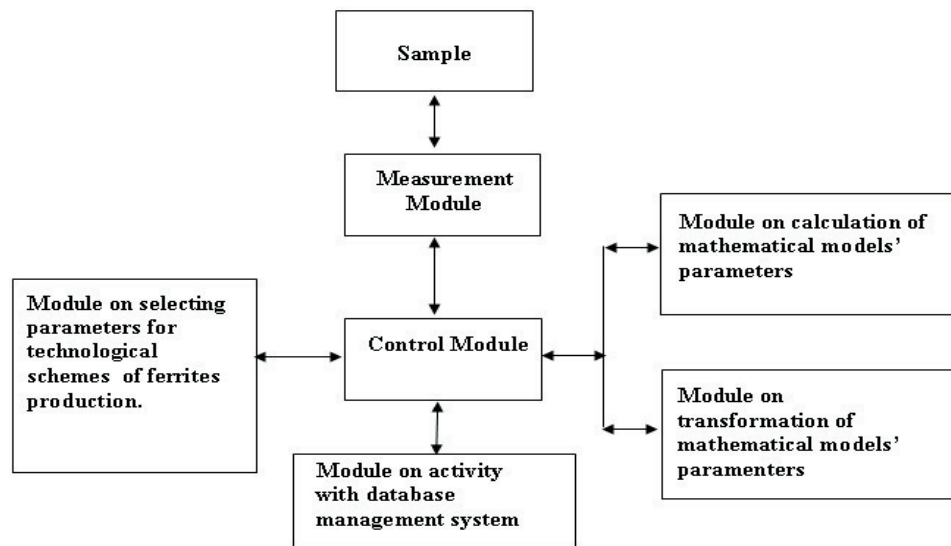 Sample
Measurement
Module
Module on calculation of
mathematical models’
parameters
Module on selecting
parameters for
technological
schemes of ferrites
production.
Control Module
Module on
transformation of
mathematical models’
paramenters
Module on activity
with database
management system